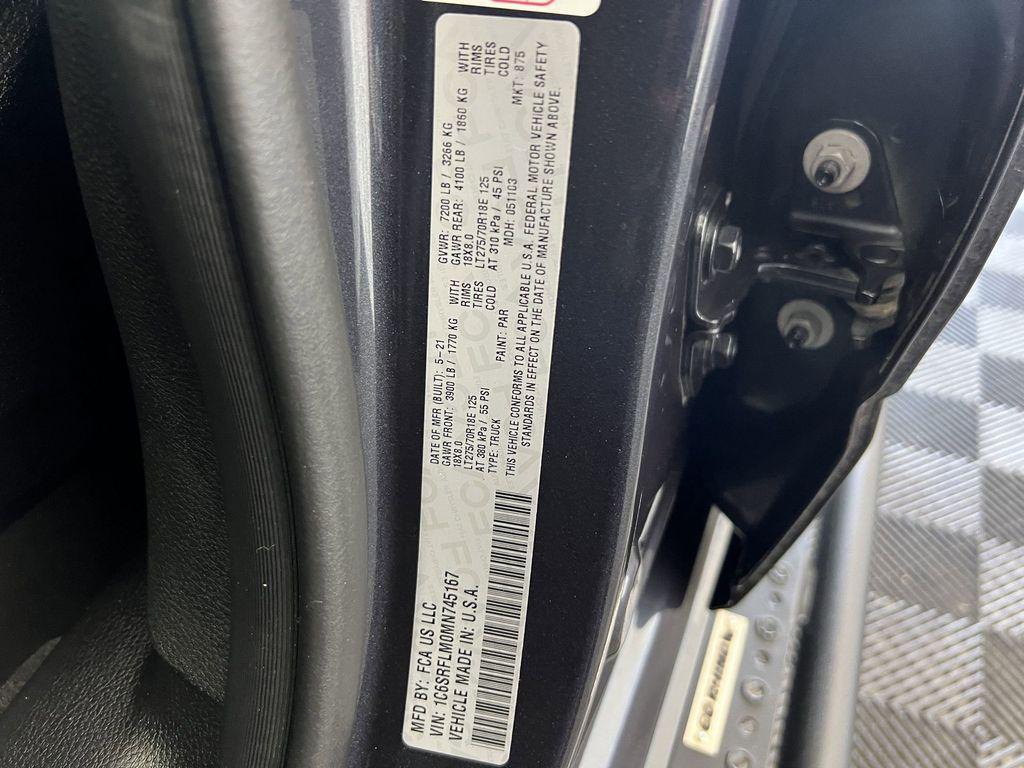 MFD BY: FCA US LLC
VIN: 1C6SRFLM0MN745167
VEHICLE MADE IN: U.S.A.
DATE OF MFR (BUILT): 5-21
GAWR FRONT: 3900 LB / 1770 KG WITH
18X8.0 RIMS
LT275/70R18E 125 TIRES
AT 380 kPa / 55 PSI COLD
TYPE: TRUCK PAINT: PAR
GVWR: 7200 LB / 3266 KG
GAWR REAR: 4100 LB / 1860 KG WITH
18X8.0 RIMS
LT275/70R18E 125 TIRES
AT 310 kPa / 45 PSI COLD
MDH: 051103 MKT: 875
THIS VEHICLE CONFORMS TO ALL APPLICABLE U.S.A. FEDERAL MOTOR VEHICLE SAFETY
STANDARDS IN EFFECT ON THE DATE OF MANUFACTURE SHOWN ABOVE.